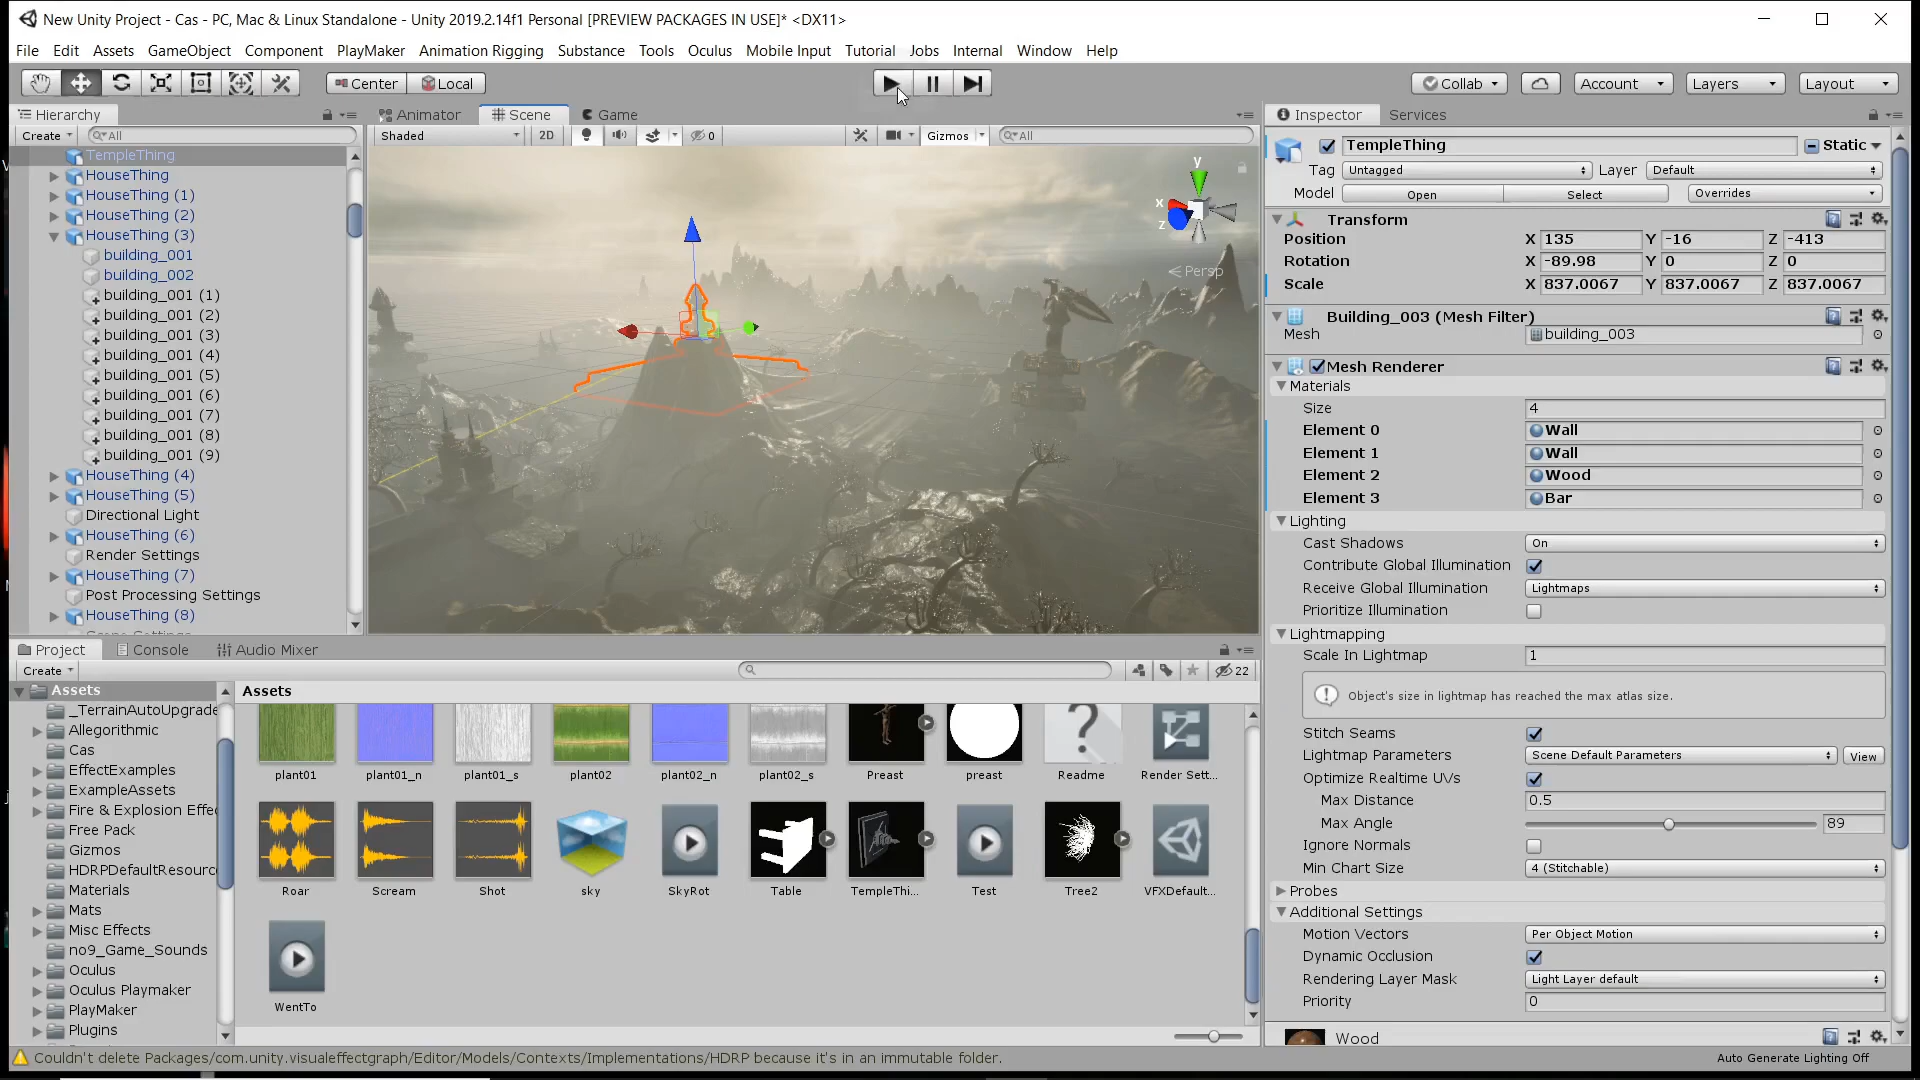 New Unity Project - Cas - PC, Mac & Linux Standalone - Unity 2019.2.14f1 Personal [PREVIEW PACKAGES IN USE]* <DX11>
File Edit Assets GameObject Component PlayMaker Animation Rigging Substance Tools Oculus Mobile Input Tutorial Jobs Internal Window Help
Center Local Collab Account Layers Layout
Hierarchy
Create All
TempleThing
HouseThing
HouseThing (1)
HouseThing (2)
HouseThing (3)
building_001
building_002
building_001 (1)
building_001 (2)
building_001 (3)
building_001 (4)
building_001 (5)
building_001 (6)
building_001 (7)
building_001 (8)
building_001 (9)
HouseThing (4)
HouseThing (5)
Directional Light
HouseThing (6)
Render Settings
HouseThing (7)
Post Processing Settings
HouseThing (8)
Animator Scene Game
Shaded 2D 0 Gizmos All
y
x
z
Persp
Inspector Services
TempleThing Static
Tag Untagged Layer Default
Model Open Select Overrides
Transform
Position X 135 Y -16 Z -413
Rotation X -89.98 Y 0 Z 0
Scale X 837.0067 Y 837.0067 Z 837.0067
Building_003 (Mesh Filter)
Mesh building_003
Mesh Renderer
Materials
Size 4
Element 0 Wall
Element 1 Wall
Element 2 Wood
Element 3 Bar
Lighting
Cast Shadows On
Contribute Global Illumination
Receive Global Illumination Lightmaps
Prioritize Illumination
Lightmapping
Scale In Lightmap 1
Object's size in lightmap has reached the max atlas size.
Stitch Seams
Lightmap Parameters Scene Default Parameters View
Optimize Realtime UVs
Max Distance 0.5
Max Angle 89
Ignore Normals
Min Chart Size 4 (Stitchable)
Probes
Additional Settings
Motion Vectors Per Object Motion
Dynamic Occlusion
Rendering Layer Mask Light Layer default
Priority 0
Wood
Project Console Audio Mixer
Create 22
Assets
_TerrainAutoUpgrade
Allegorithmic
Cas
EffectExamples
ExampleAssets
Fire & Explosion Effec
Free Pack
Gizmos
HDRPDefaultResourc
Materials
Mats
Misc Effects
no9_Game_Sounds
Oculus
Oculus Playmaker
PlayMaker
Plugins
Assets
plant01 plant01_n plant01_s plant02 plant02_n plant02_s Preast preast Readme Render Sett...
Roar Scream Shot sky SkyRot Table TempleThi... Test Tree2 VFXDefault...
WentTo
Couldn't delete Packages/com.unity.visualeffectgraph/Editor/Models/Contexts/Implementations/HDRP because it's in an immutable folder.
Auto Generate Lighting Off